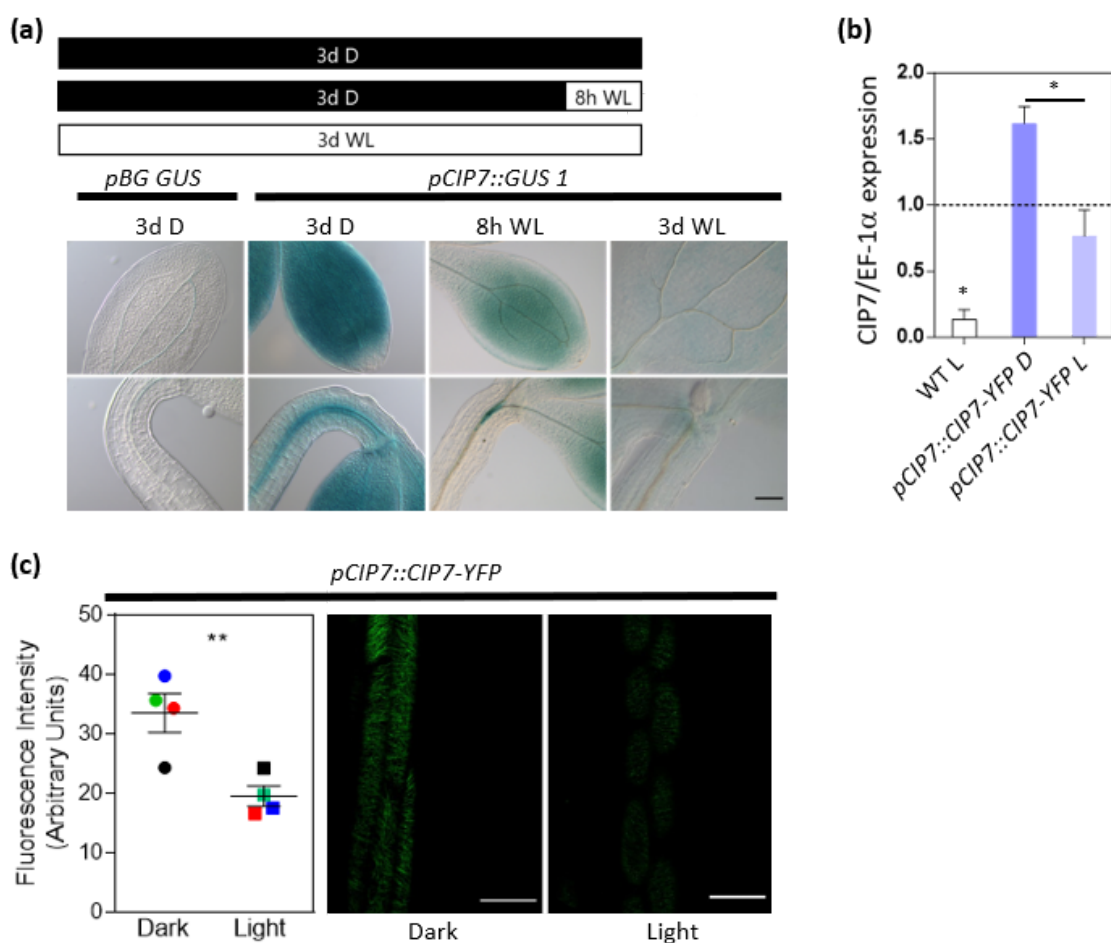 (a)
3d D
3d D
8h WL
3d WL
pBG GUS
pCIP7::GUS 1
3d D
3d D
8h WL
3d WL
(b)
CIP7/EF-1α expression
2.0
1.5
1.0
0.5
0.0
*
*
WT L
pCIP7::CIP7-YFP D
pCIP7::CIP7-YFP L
(c)
pCIP7::CIP7-YFP
Fluorescence Intensity
(Arbitrary Units)
50
40
30
20
10
0
**
Dark
Light
Dark
Light